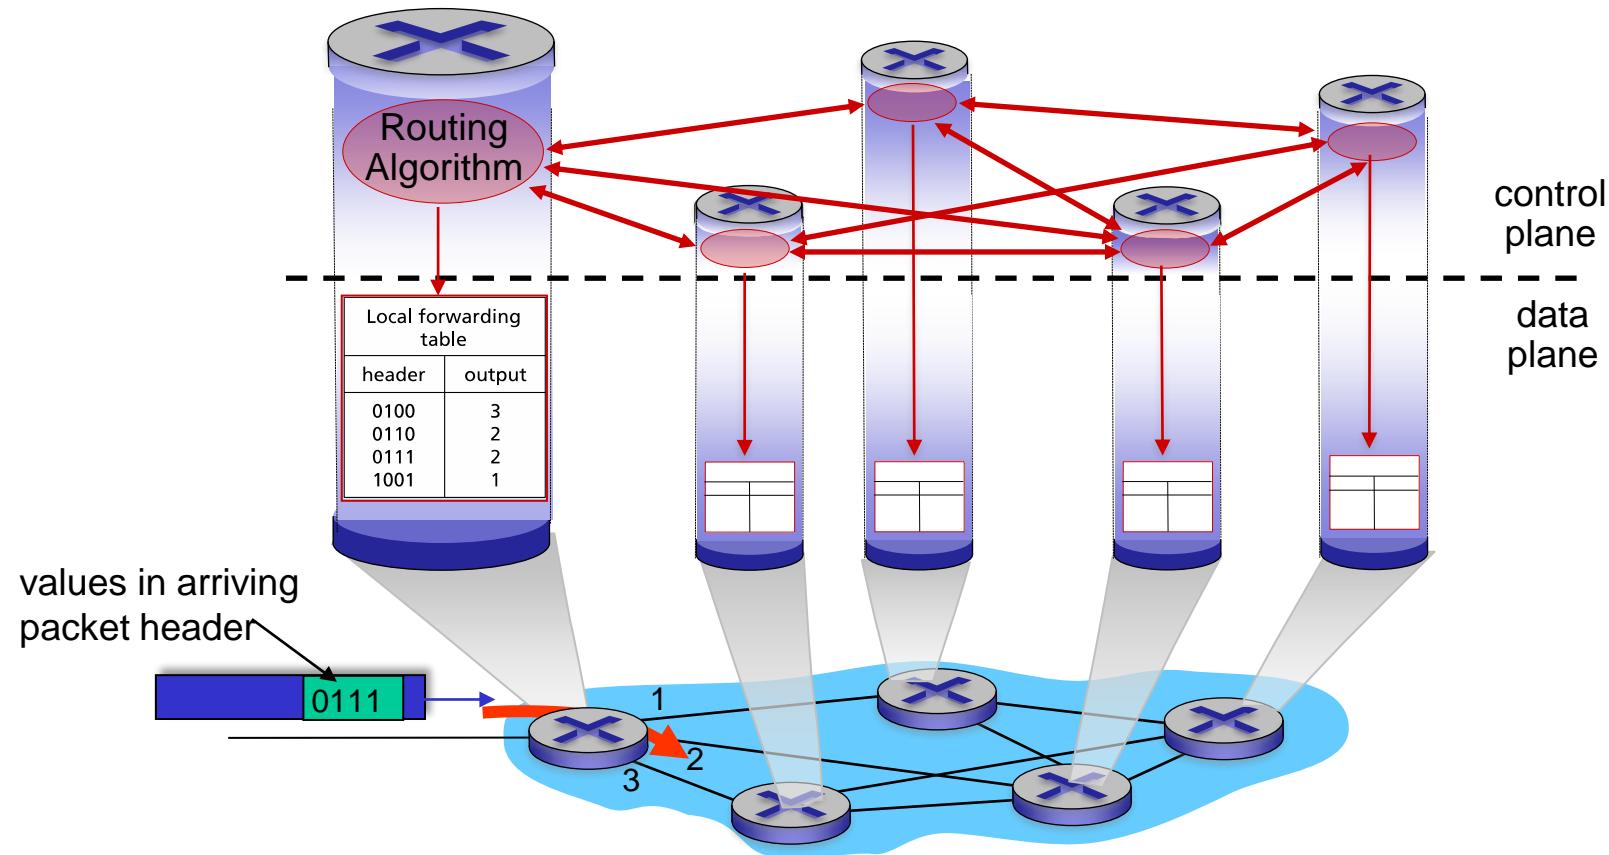 Routing
Algorithm
control
plane
data
plane
Local forwarding
table
header output
0100 3
0110 2
0111 2
1001 1
values in arriving
packet header
0111
1
2
3